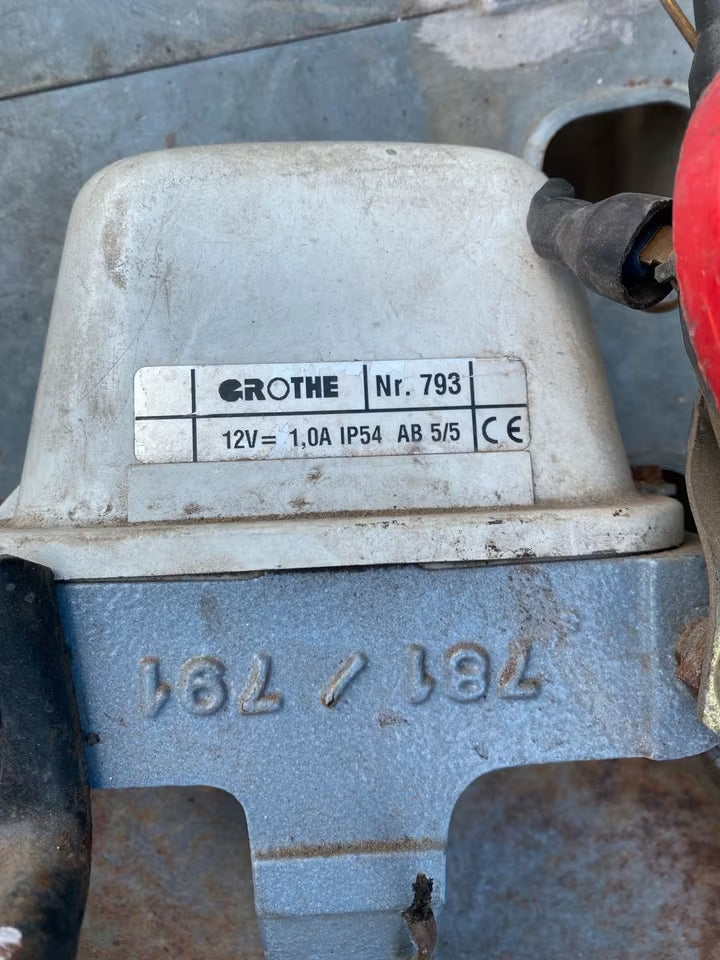 GROTHE Nr. 793
12V= 1,0A IP54 AB 5/5 CE
781 / 791